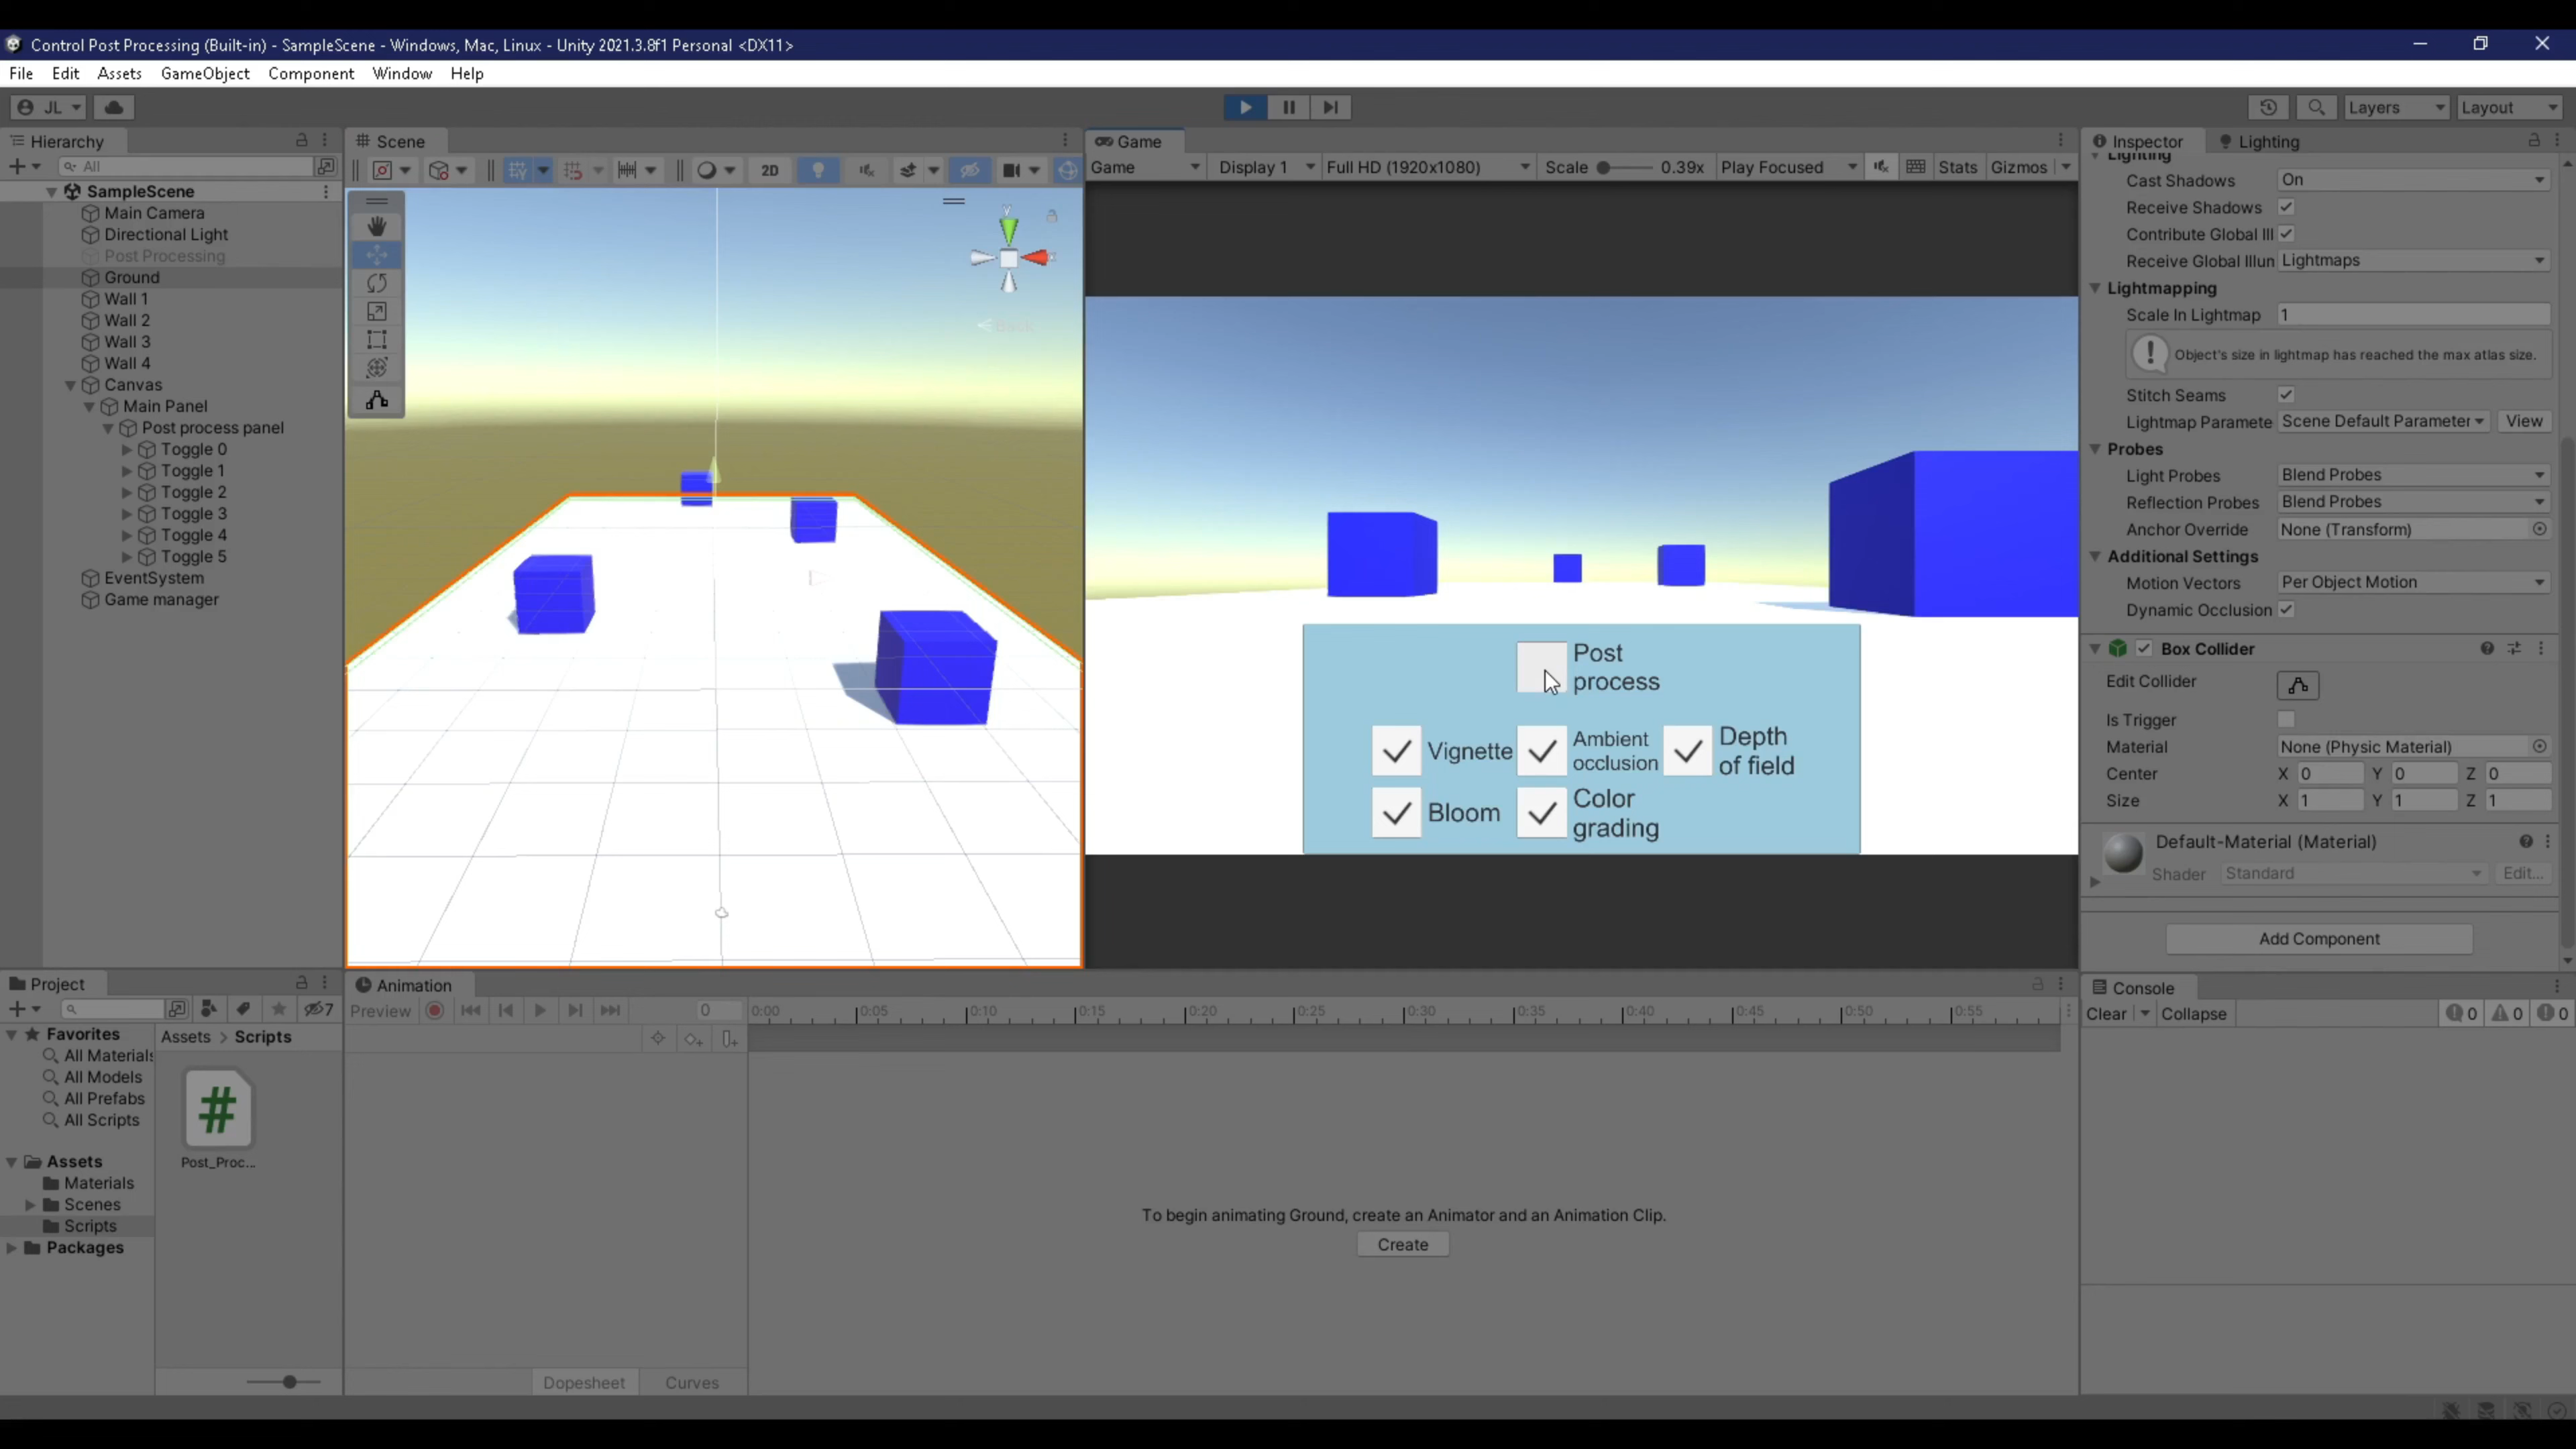 Control Post Processing (Built-in) - SampleScene - Windows, Mac, Linux - Unity 2021.3.8f1 Personal <DX11>
File Edit Assets GameObject Component Window Help
JL Layers Layout
Hierarchy
All
SampleScene
Main Camera
Directional Light
Post Processing
Ground
Wall 1
Wall 2
Wall 3
Wall 4
Canvas
Main Panel
Post process panel
Toggle 0
Toggle 1
Toggle 2
Toggle 3
Toggle 4
Toggle 5
EventSystem
Game manager
Scene
2D
y
Game
Game Display 1 Full HD (1920x1080) Scale 0.39x Play Focused Stats Gizmos
Post
process
Vignette
Ambient
occlusion
Depth
of field
Bloom
Color
grading
Inspector Lighting
Lighting
Cast Shadows On
Receive Shadows
Contribute Global Ill
Receive Global Illun Lightmaps
Lightmapping
Scale In Lightmap 1
Object's size in lightmap has reached the max atlas size.
Stitch Seams
Lightmap Paramete Scene Default Parameter View
Probes
Light Probes Blend Probes
Reflection Probes Blend Probes
Anchor Override None (Transform)
Additional Settings
Motion Vectors Per Object Motion
Dynamic Occlusion
Box Collider
Edit Collider
Is Trigger
Material None (Physic Material)
Center X 0 Y 0 Z 0
Size X 1 Y 1 Z 1
Default-Material (Material)
Shader Standard Edit...
Add Component
Project
7
Favorites
All Materials
All Models
All Prefabs
All Scripts
Assets
Materials
Scenes
Scripts
Packages
Assets > Scripts
#
Post_Proc...
Animation
Preview 0 0:00 0:05 0:10 0:15 0:20 0:25 0:30 0:35 0:40 0:45 0:50 0:55
To begin animating Ground, create an Animator and an Animation Clip.
Create
Dopesheet Curves
Console
Clear Collapse 0 0 0